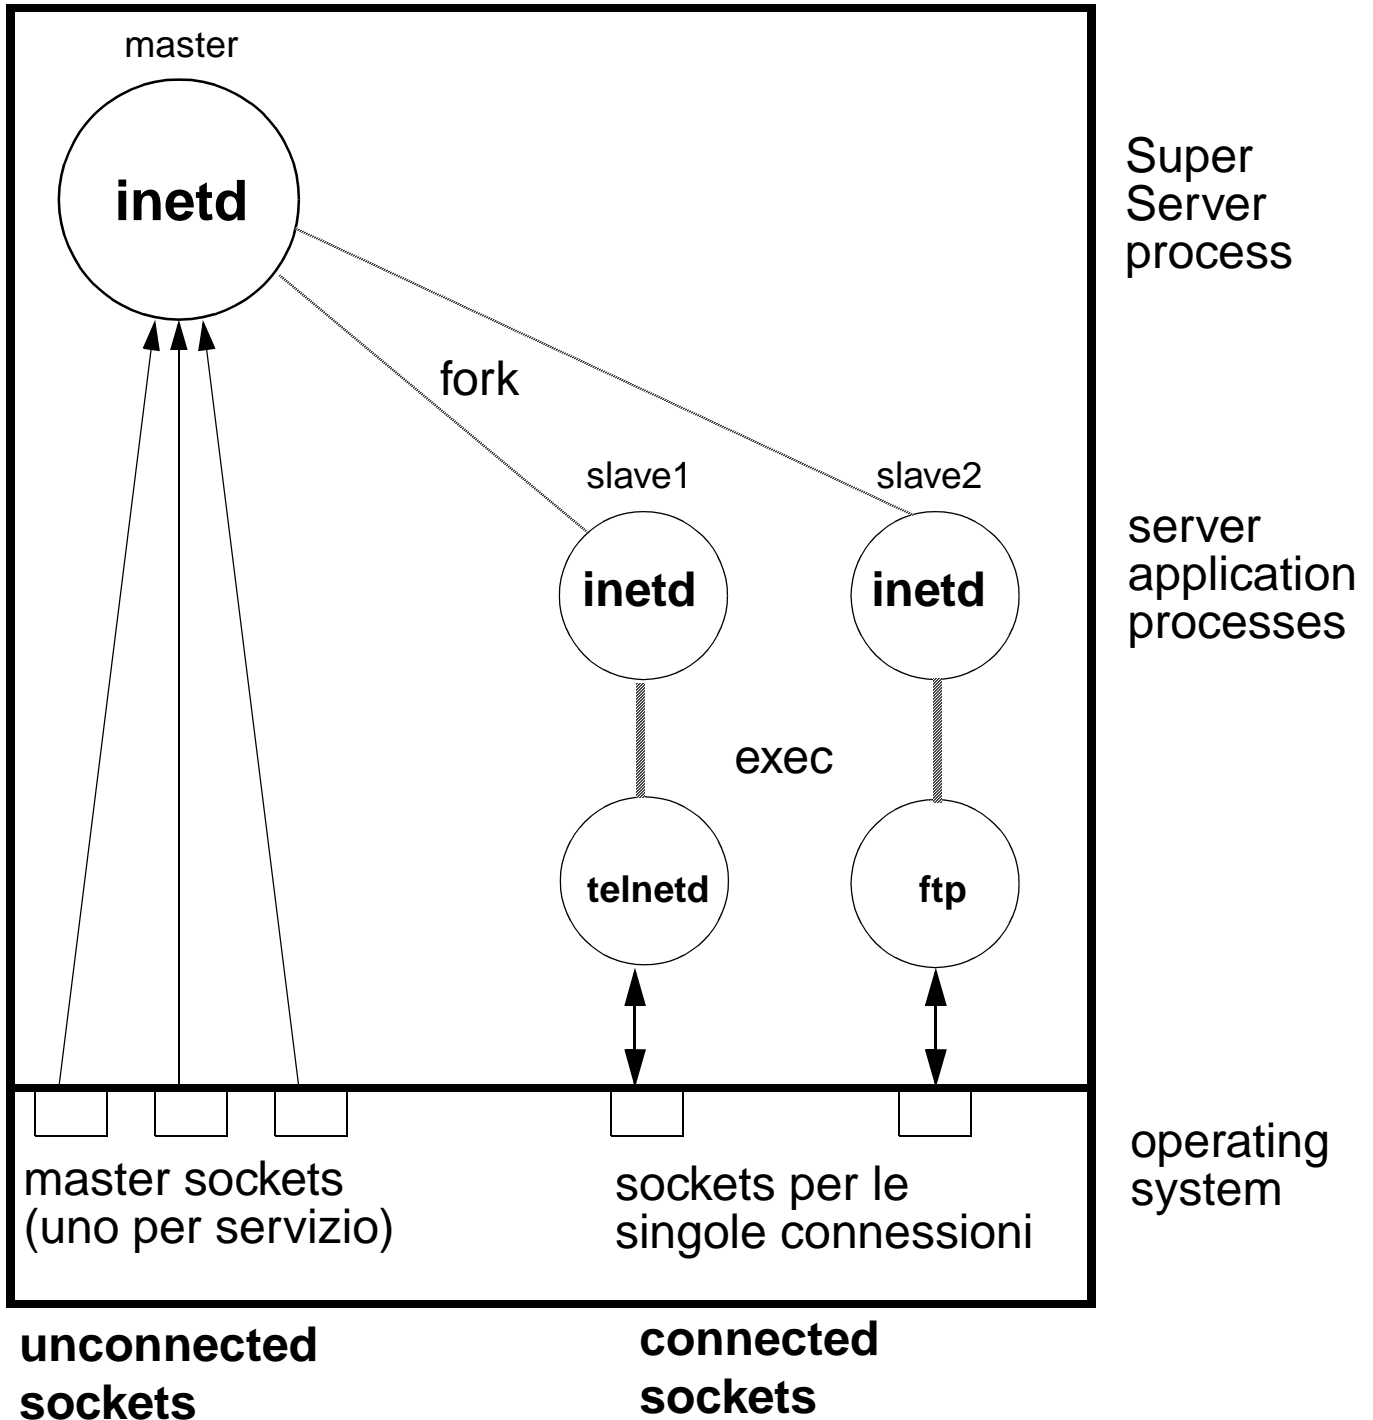 master
inetd
Super
Server
process
fork
slave1
slave2
inetd
inetd
server
application
processes
exec
telnetd
ftp
master sockets
(uno per servizio)
sockets per le
singole connessioni
operating
system
unconnected
sockets
connected
sockets